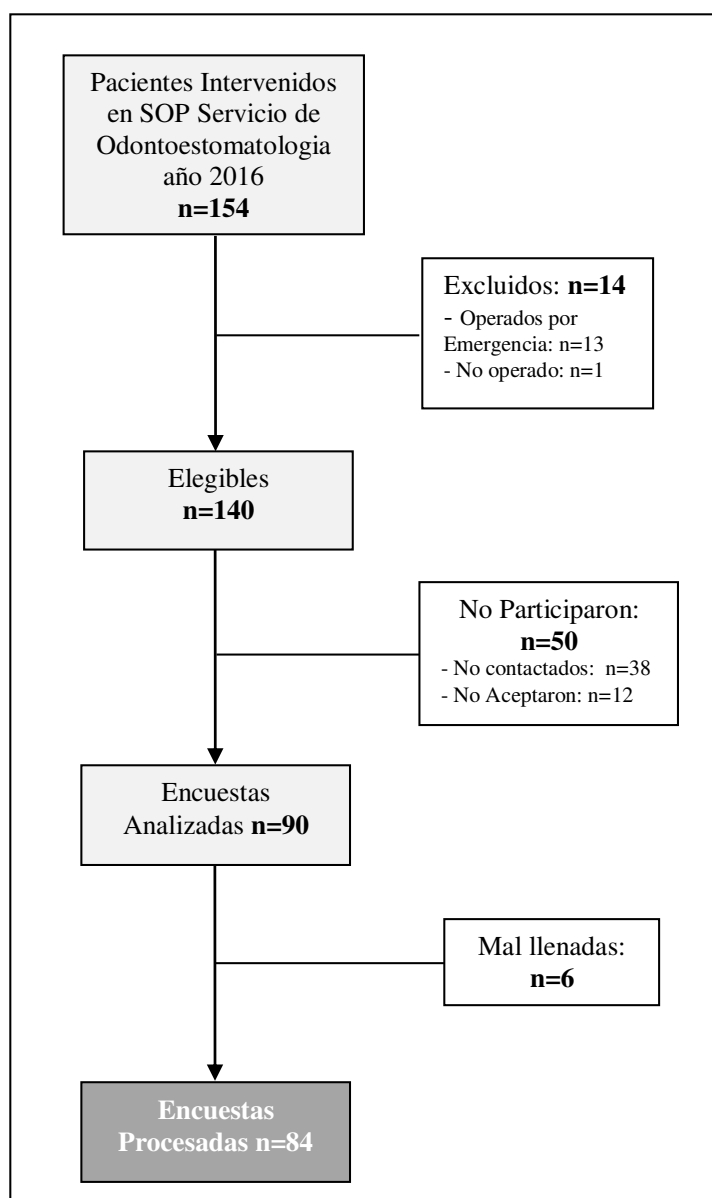 Pacientes Intervenidos
en SOP Servicio de
Odontoestomatologia
año 2016
n=154
Excluidos: n=14
- Operados por
Emergencia: n=13
- No operado: n=1
Elegibles
n=140
No Participaron:
n=50
- No contactados:  n=38
- No Aceptaron: n=12
Encuestas
Analizadas n=90
Mal llenadas:
n=6
Encuestas
Procesadas n=84